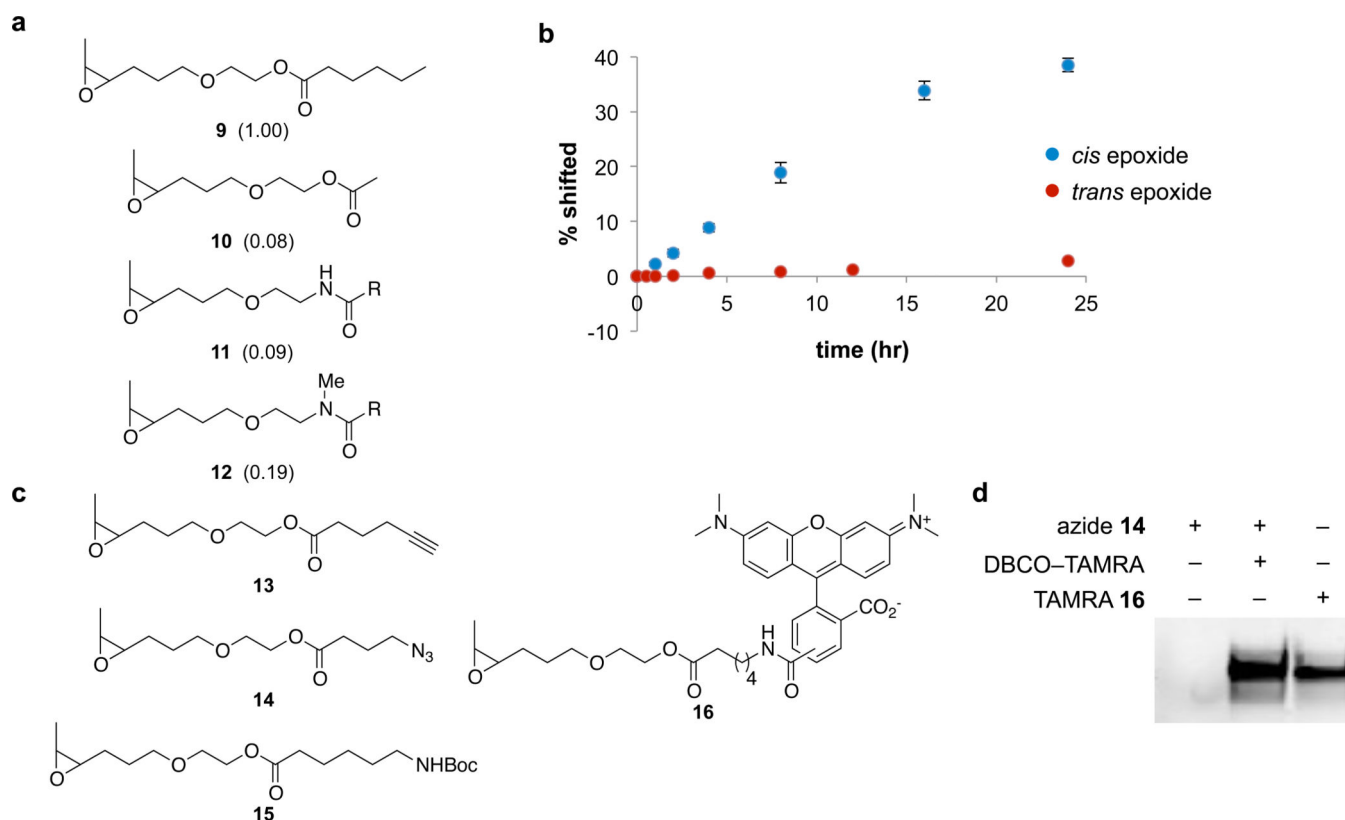 a
O
O
O
O
9 (1.00)
O
O
O
O
10 (0.08)
O
O
H
N
R
O
11 (0.09)
O
O
Me
N
R
O
12 (0.19)
b
% shifted
40
30
20
10
0
-10
0 5 10 15 20 25
time (hr)
cis epoxide
trans epoxide
c
O
O
O
O
13
O
O
O
O
N3
14
O
O
O
O
NHBoc
15
N
O
N+
CO2-
O
O
O
O
4
H
N
O
16
d
azide 14 + + –
DBCO–TAMRA – + –
TAMRA 16 – – +